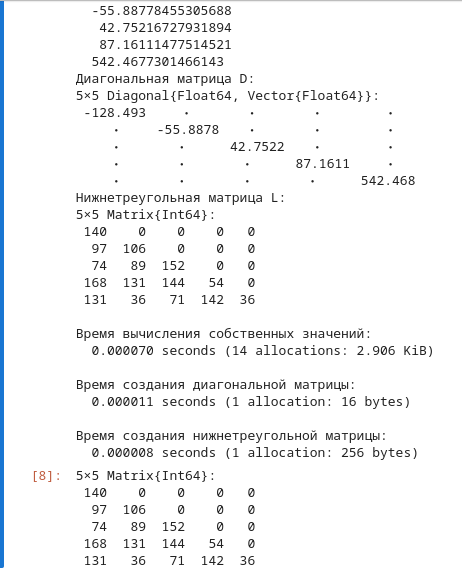 -55.88778455305688
42.75216727931894
87.16111477514521
542.4677301466143
Диагональная матрица D:
5×5 Diagonal{Float64, Vector{Float64}}:
-128.493 ⋅ ⋅ ⋅ ⋅
⋅ -55.8878 ⋅ ⋅ ⋅
⋅ ⋅ 42.7522 ⋅ ⋅
⋅ ⋅ ⋅ 87.1611 ⋅
⋅ ⋅ ⋅ ⋅ 542.468
Нижнетреугольная матрица L:
5×5 Matrix{Int64}:
140 0 0 0 0
97 106 0 0 0
74 89 152 0 0
168 131 144 54 0
131 36 71 142 36
Время вычисления собственных значений:
0.000070 seconds (14 allocations: 2.906 KiB)
Время создания диагональной матрицы:
0.000011 seconds (1 allocation: 16 bytes)
Время создания нижнетреугольной матрицы:
0.000008 seconds (1 allocation: 256 bytes)
[8]: 5×5 Matrix{Int64}:
140 0 0 0 0
97 106 0 0 0
74 89 152 0 0
168 131 144 54 0
131 36 71 142 36